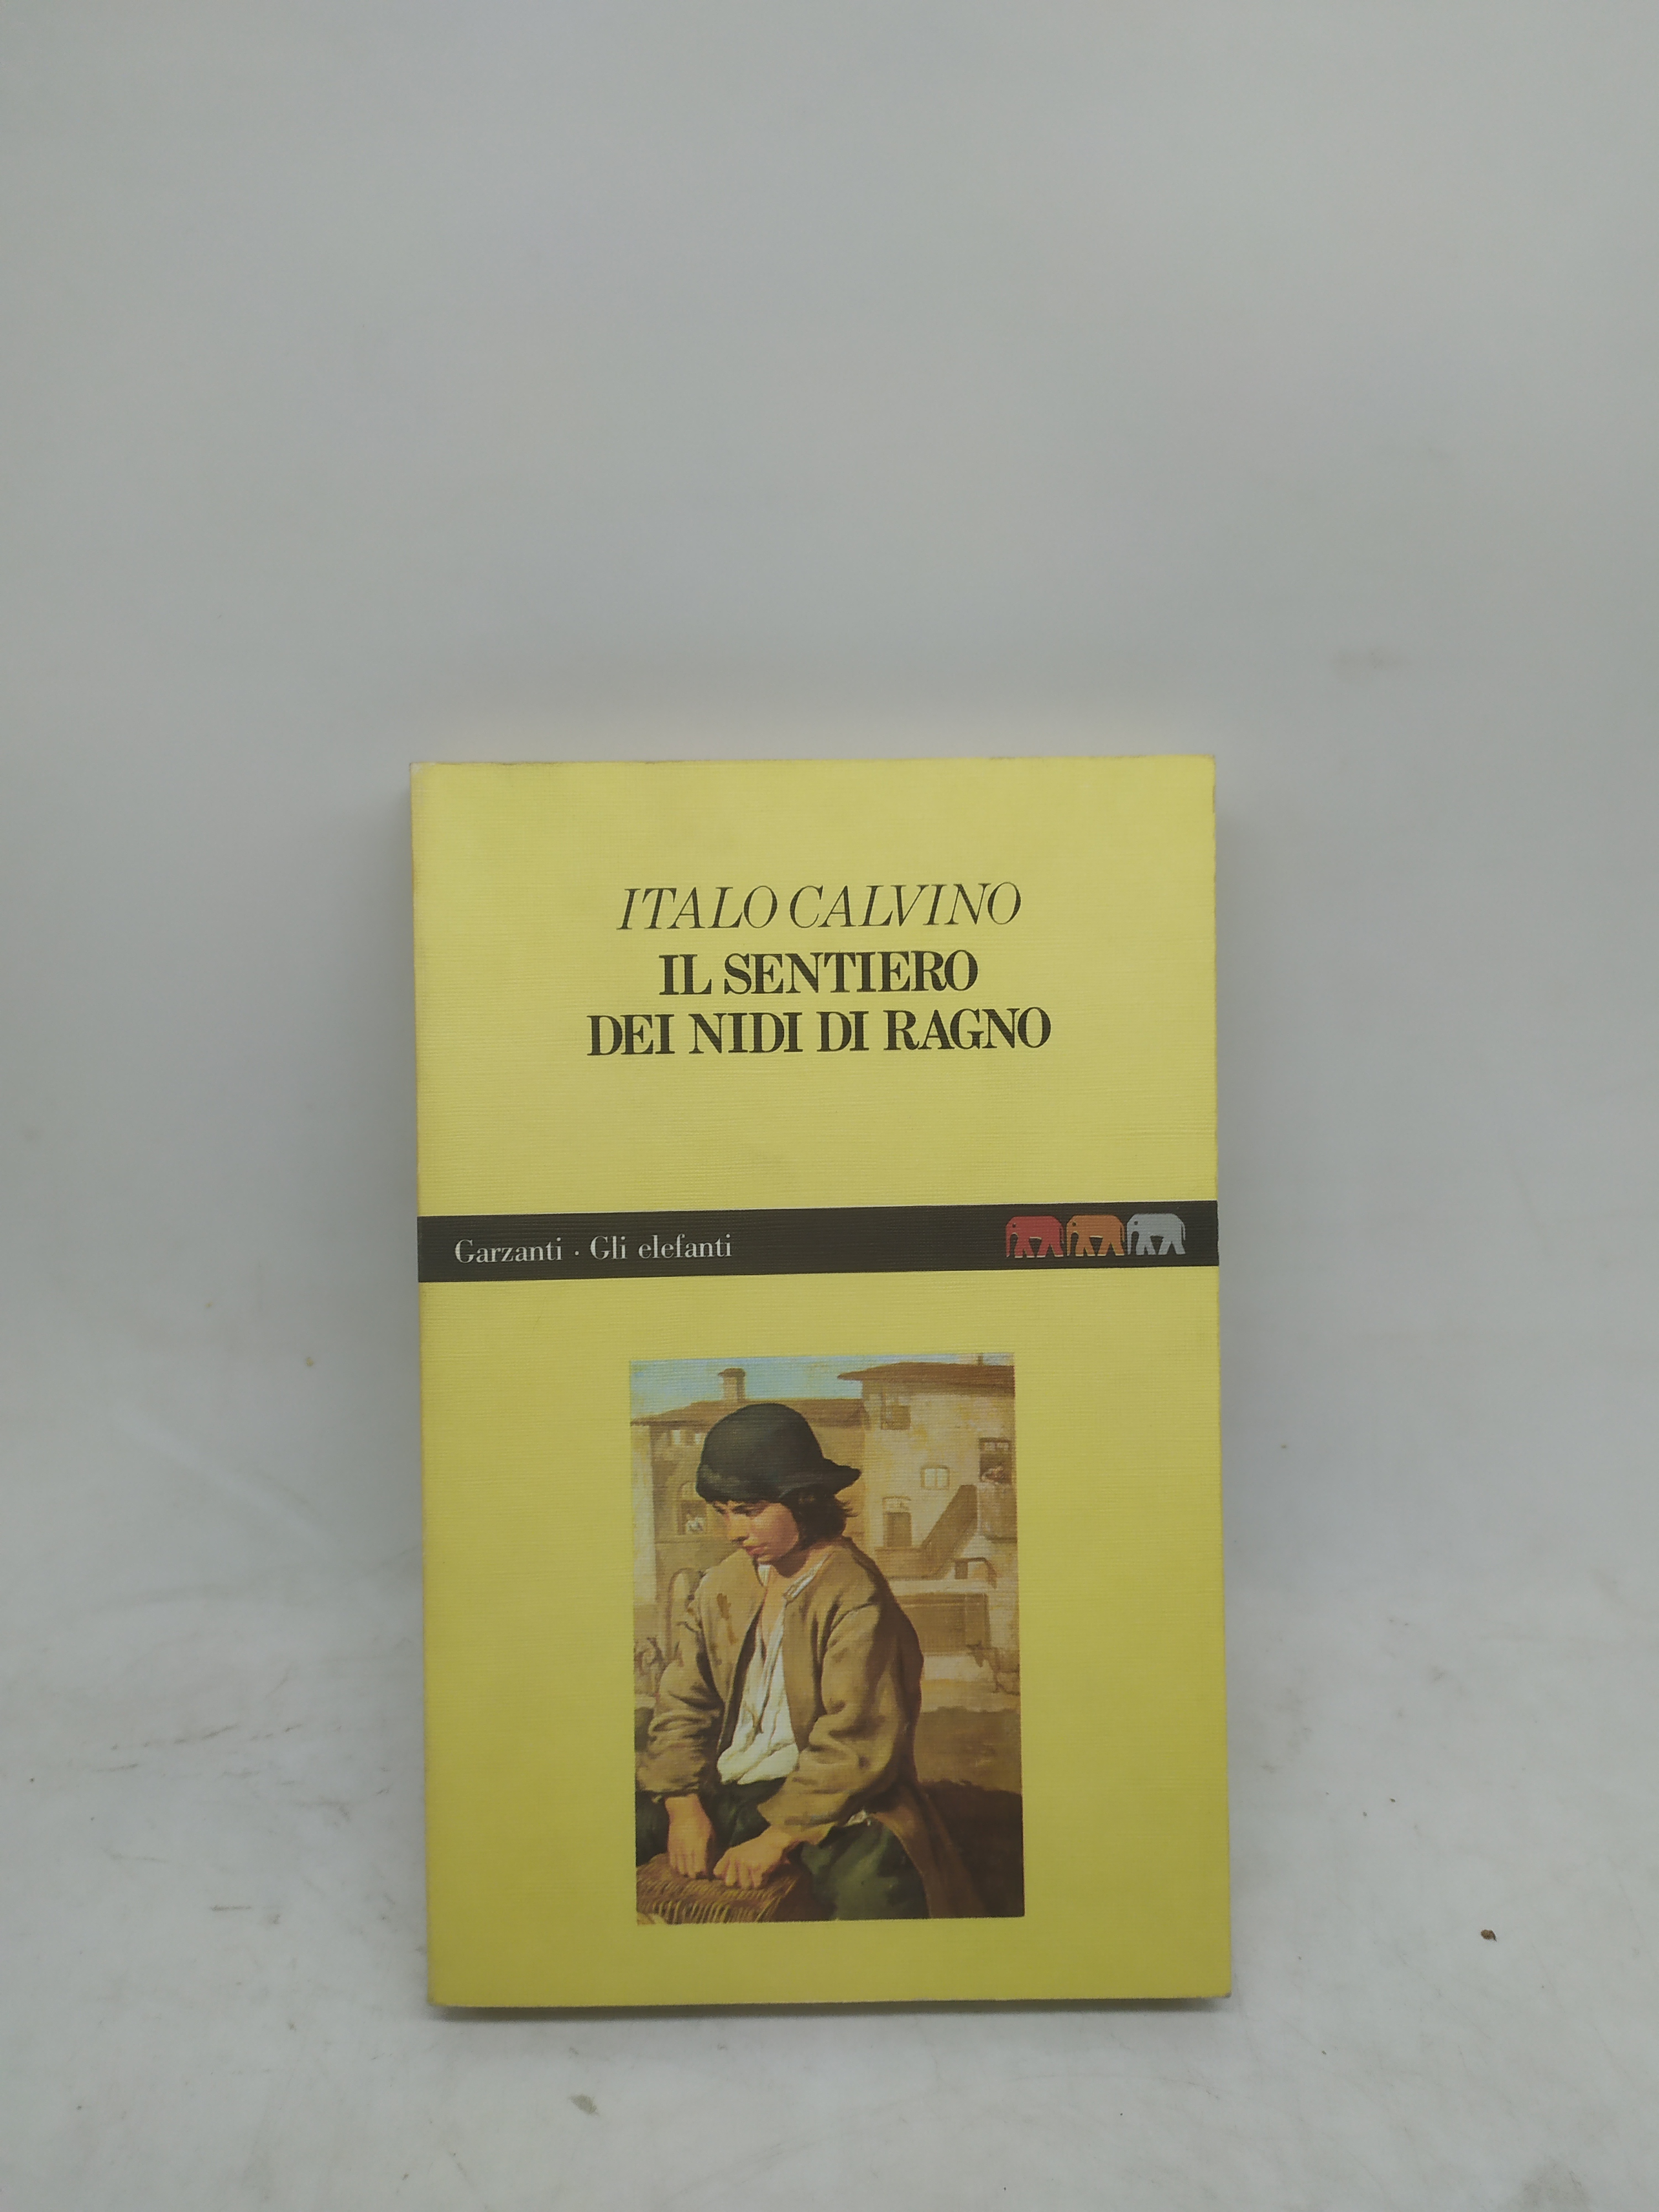 ITALO CALVINO
IL SENTIERO
DEI NIDI DI RAGNO
Garzanti · Gli elefanti